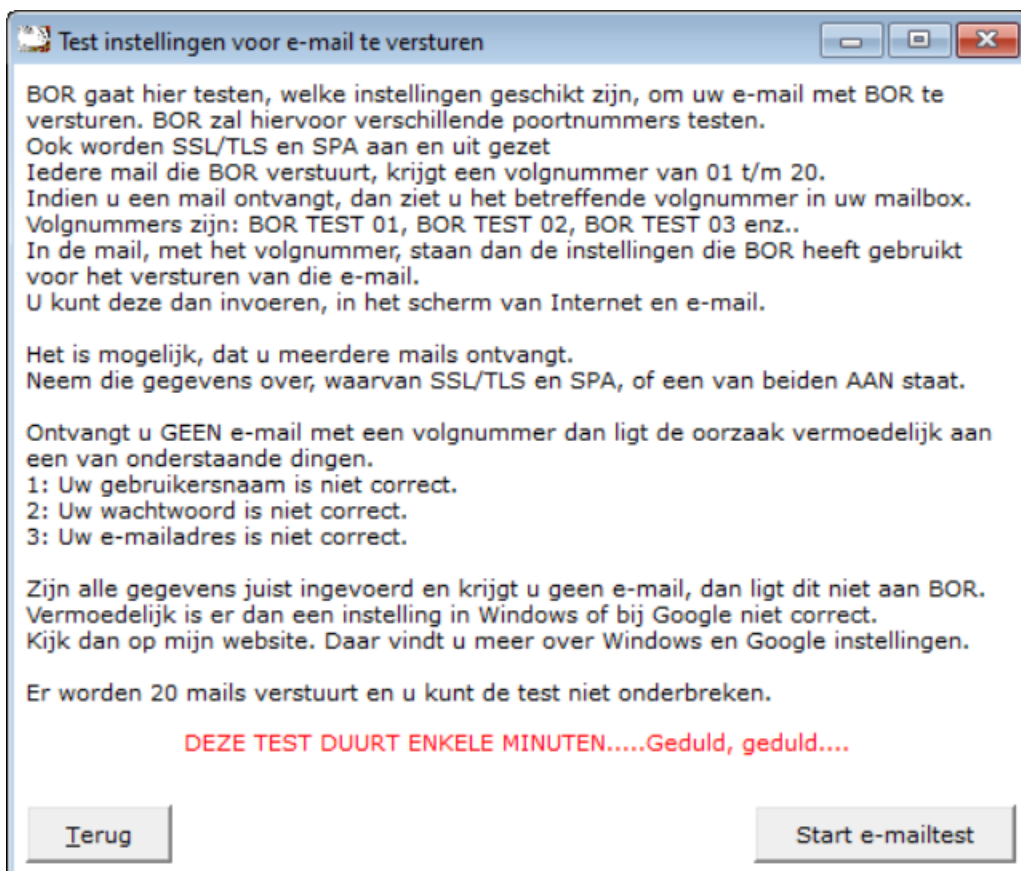 Test instellingen voor e-mail te versturen
BOR gaat hier testen, welke instellingen geschikt zijn, om uw e-mail met BOR te
versturen. BOR zal hiervoor verschillende poortnummers testen.
Ook worden SSL/TLS en SPA aan en uit gezet
Iedere mail die BOR verstuurt, krijgt een volgnummer van 01 t/m 20.
Indien u een mail ontvangt, dan ziet u het betreffende volgnummer in uw mailbox.
Volgnummers zijn: BOR TEST 01, BOR TEST 02, BOR TEST 03 enz..
In de mail, met het volgnummer, staan dan de instellingen die BOR heeft gebruikt
voor het versturen van die e-mail.
U kunt deze dan invoeren, in het scherm van Internet en e-mail.
Het is mogelijk, dat u meerdere mails ontvangt.
Neem die gegevens over, waarvan SSL/TLS en SPA, of een van beiden AAN staat.
Ontvangt u GEEN e-mail met een volgnummer dan ligt de oorzaak vermoedelijk aan
een van onderstaande dingen.
1: Uw gebruikersnaam is niet correct.
2: Uw wachtwoord is niet correct.
3: Uw e-mailadres is niet correct.
Zijn alle gegevens juist ingevoerd en krijgt u geen e-mail, dan ligt dit niet aan BOR.
Vermoedelijk is er dan een instelling in Windows of bij Google niet correct.
Kijk dan op mijn website. Daar vindt u meer over Windows en Google instellingen.
Er worden 20 mails verstuurt en u kunt de test niet onderbreken.
DEZE TEST DUURT ENKELE MINUTEN.....Geduld, geduld....
Terug
Start e-mailtest